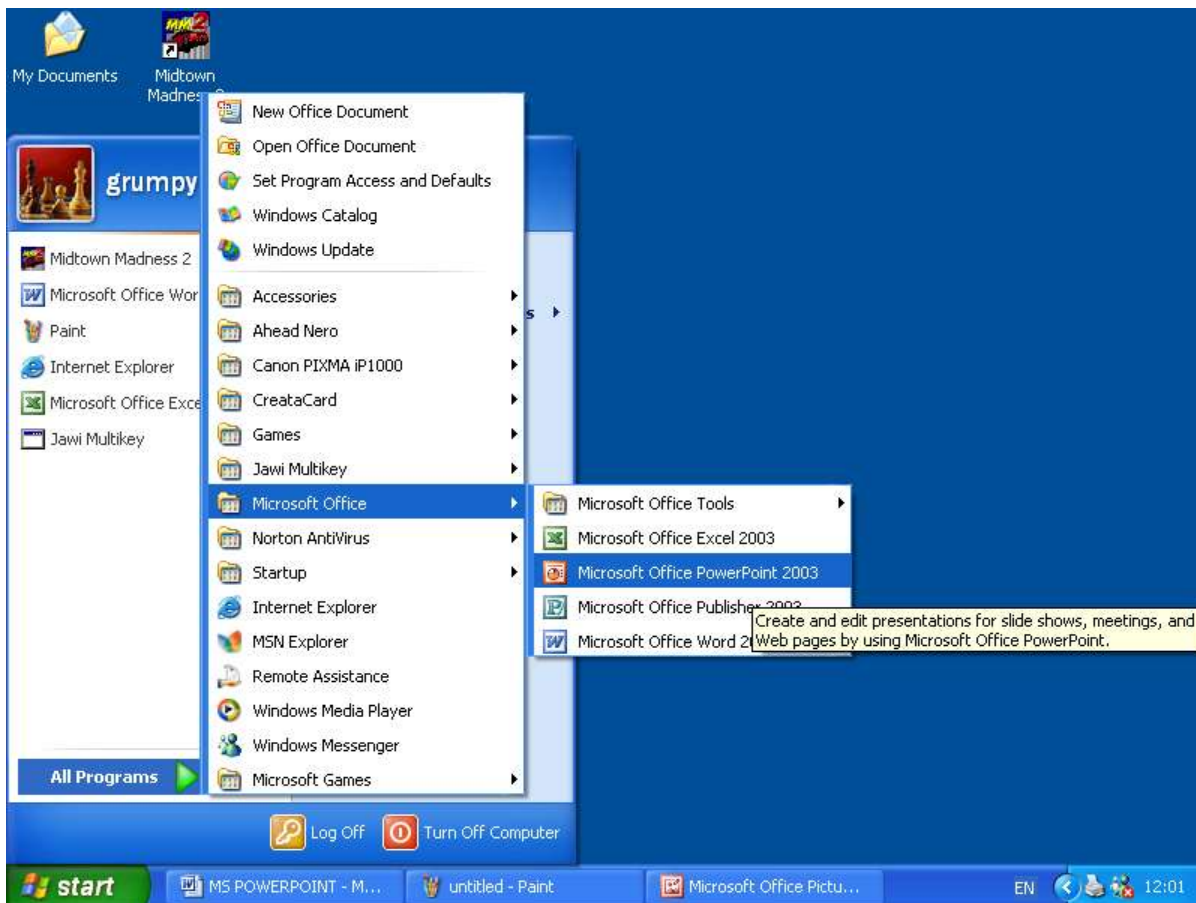 My Documents
Midtown
Madness 2
New Office Document
Open Office Document
Set Program Access and Defaults
Windows Catalog
Windows Update
grumpy
Midtown Madness 2
Microsoft Office Wor
Paint
Internet Explorer
Microsoft Office Exce
Jawi Multikey
All Programs
Accessories
Ahead Nero
Canon PIXMA iP1000
CreataCard
Games
Jawi Multikey
Microsoft Office
Norton AntiVirus
Startup
Internet Explorer
MSN Explorer
Remote Assistance
Windows Media Player
Windows Messenger
Microsoft Games
s
Microsoft Office Tools
Microsoft Office Excel 2003
Microsoft Office PowerPoint 2003
Microsoft Office Publisher 2003
Microsoft Office Word 2
Create and edit presentations for slide shows, meetings, and
Web pages by using Microsoft Office PowerPoint.
Log Off
Turn Off Computer
start
MS POWERPOINT - M...
untitled - Paint
Microsoft Office Pictu...
EN
12:01